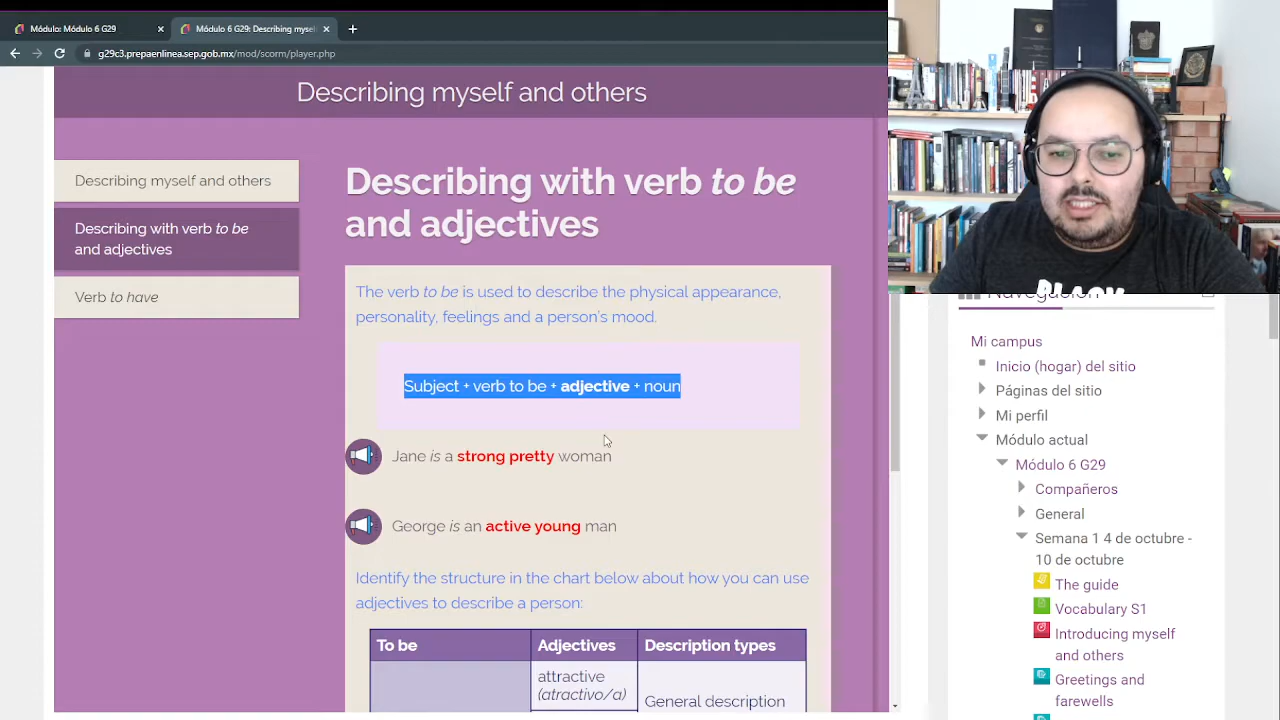 Módulo: Módulo 6 G29
Módulo 6 G29: Describing mysel
g29c3.prepaenlinea.sep.gob.mx/mod/scorm/player.php
Describing myself and others
Describing myself and others
Describing with verb to be
and adjectives
Verb to have
Describing with verb to be
and adjectives
The verb to be is used to describe the physical appearance,
personality, feelings and a person's mood.
Subject + verb to be + adjective + noun
Jane is a strong pretty woman
George is an active young man
Identify the structure in the chart below about how you can use
adjectives to describe a person:
To be
Adjectives
Description types
attractive
(atractivo/a)
General description
BLACK
Navegación
Mi campus
Inicio (hogar) del sitio
Páginas del sitio
Mi perfil
Módulo actual
Módulo 6 G29
Compañeros
General
Semana 1 4 de octubre -
10 de octubre
The guide
Vocabulary S1
Introducing myself
and others
Greetings and
farewells